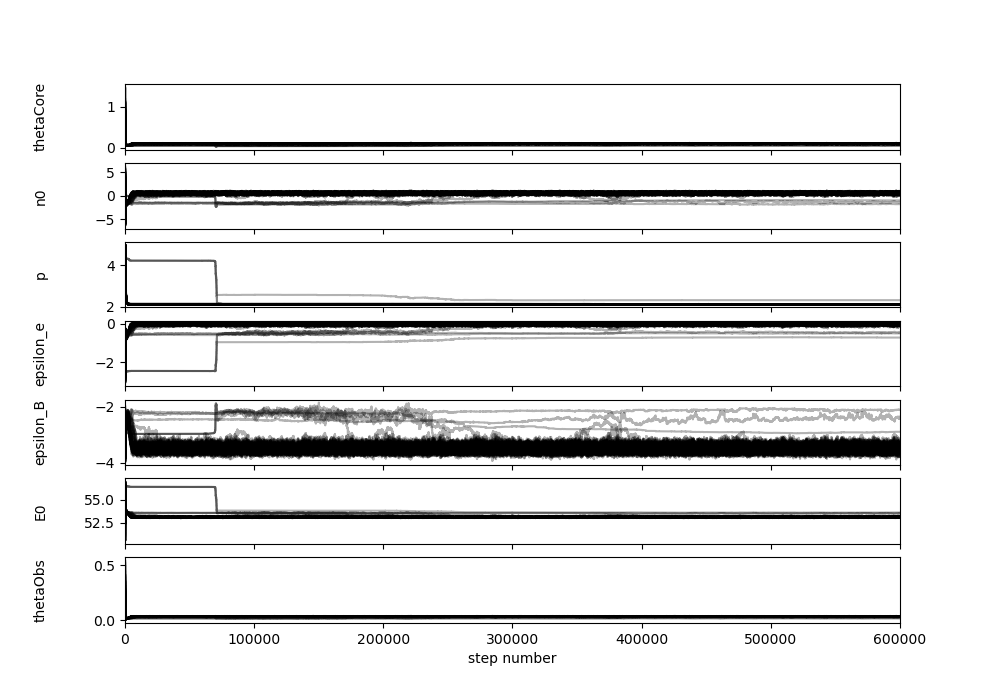 thetaCore
1
0
n0
5
0
−5
p
4
2
epsilon_e
0
−2
epsilon_B
−2
−4
E0
55.0
52.5
thetaObs
0.5
0.0
0 100000 200000 300000 400000 500000 600000
step number